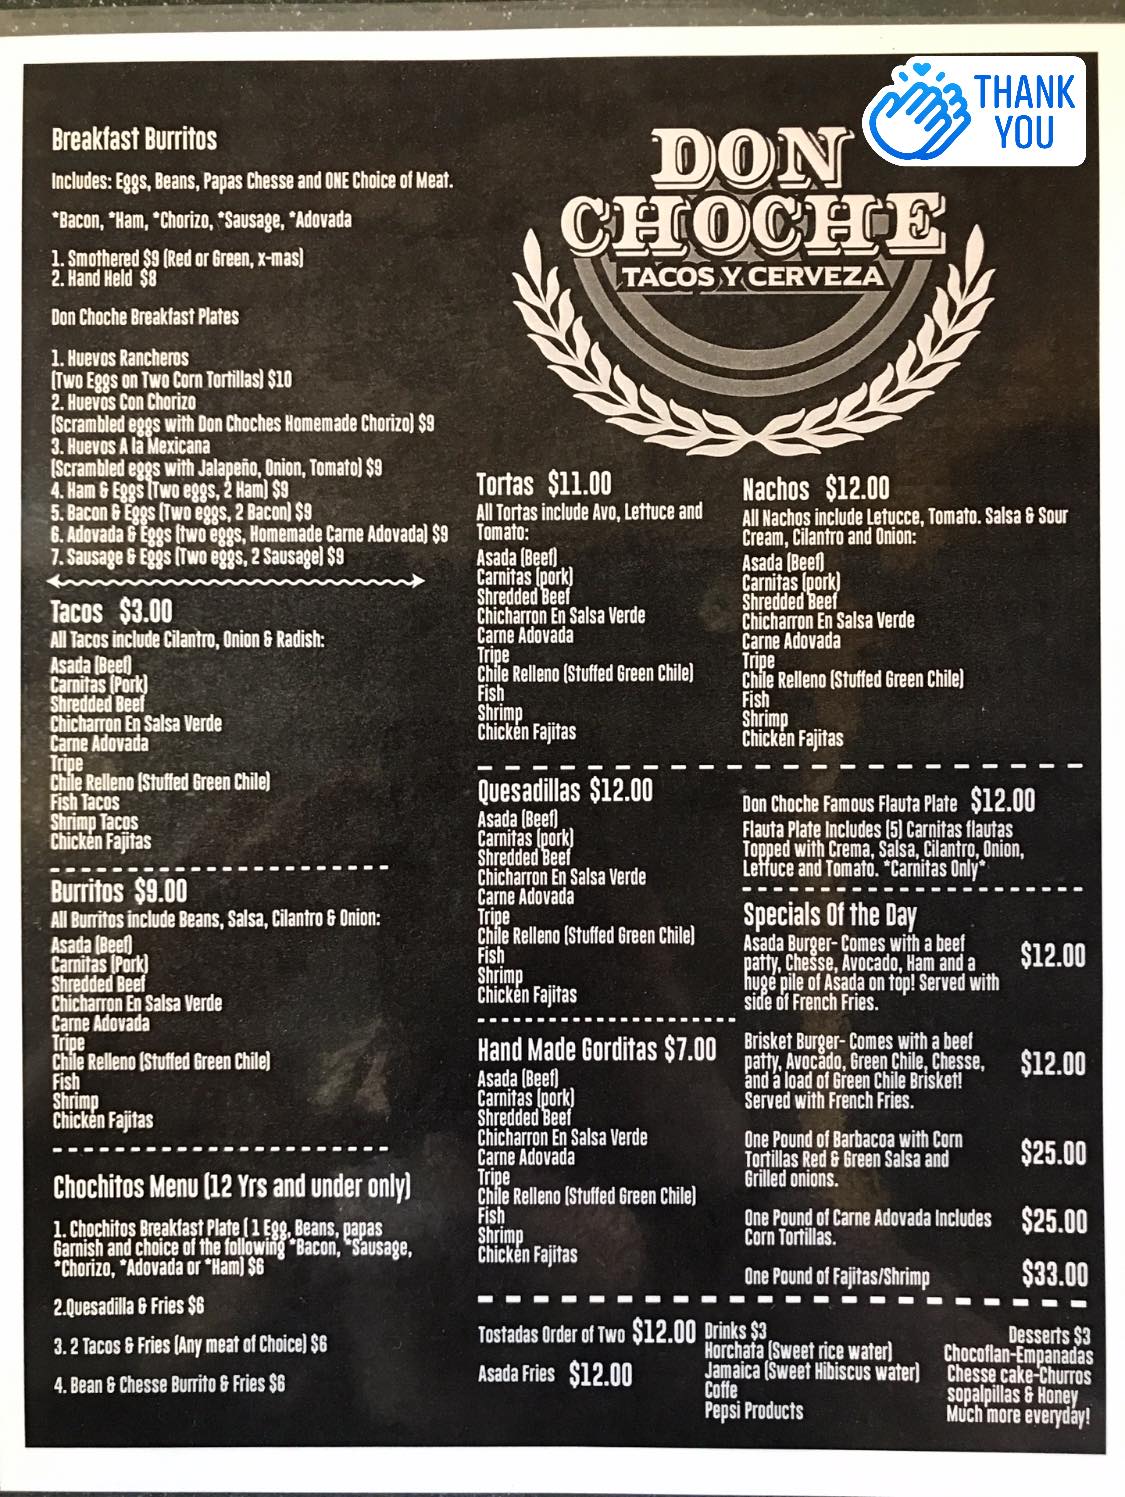 THANK
YOU
DON
CHOCHE
TACOS Y CERVEZA
Breakfast Burritos
Includes: Eggs, Beans, Papas Chesse and ONE Choice of Meat.
*Bacon, *Ham, *Chorizo, *Sausage, *Adovada
1. Smothered $9 (Red or Green, x-mas)
2. Hand Held $8
Don Choche Breakfast Plates
1. Huevos Rancheros
(Two Eggs on Two Corn Tortillas) $10
2. Huevos Con Chorizo
(Scrambled eggs with Don Choches Homemade Chorizo) $9
3. Huevos A la Mexicana
(Scrambled eggs with Jalapeño, Onion, Tomato) $9
4. Ham & Eggs (Two eggs, 2 Ham) $9
5. Bacon & Eggs (Two eggs, 2 Bacon) $9
6. Adovada & Eggs (two eggs, Homemade Carne Adovada) $9
7. Sausage & Eggs (Two eggs, 2 Sausage) $9
Tacos $3.00
All Tacos include Cilantro, Onion & Radish:
Asada (Beef)
Carnitas (Pork)
Shredded Beef
Chicharron En Salsa Verde
Carne Adovada
Tripe
Chile Relleno (Stuffed Green Chile)
Fish Tacos
Shrimp Tacos
Chicken Fajitas
Burritos $9.00
All Burritos include Beans, Salsa, Cilantro & Onion:
Asada (Beef)
Carnitas (Pork)
Shredded Beef
Chicharron En Salsa Verde
Carne Adovada
Tripe
Chile Relleno (Stuffed Green Chile)
Fish
Shrimp
Chicken Fajitas
Chochitos Menu (12 Yrs and under only)
1. Chochitos Breakfast Plate ( 1 Egg, Beans, papas
Garnish and choice of the following *Bacon, *Sausage,
*Chorizo, *Adovada or *Ham) $6
2.Quesadilla & Fries $6
3. 2 Tacos & Fries (Any meat of Choice) $6
4. Bean & Chesse Burrito & Fries $6
Tortas $11.00
All Tortas include Avo, Lettuce and
Tomato:
Asada (Beef)
Carnitas (pork)
Shredded Beef
Chicharron En Salsa Verde
Carne Adovada
Tripe
Chile Relleno (Stuffed Green Chile)
Fish
Shrimp
Chicken Fajitas
Nachos $12.00
All Nachos include Letucce, Tomato. Salsa & Sour
Cream, Cilantro and Onion:
Asada (Beef)
Carnitas (pork)
Shredded Beef
Chicharron En Salsa Verde
Carne Adovada
Tripe
Chile Relleno (Stuffed Green Chile)
Fish
Shrimp
Chicken Fajitas
Quesadillas $12.00
Asada (Beef)
Carnitas (pork)
Shredded Beef
Chicharron En Salsa Verde
Carne Adovada
Tripe
Chile Relleno (Stuffed Green Chile)
Fish
Shrimp
Chicken Fajitas
Hand Made Gorditas $7.00
Asada (Beef)
Carnitas (pork)
Shredded Beef
Chicharron En Salsa Verde
Carne Adovada
Tripe
Chile Relleno (Stuffed Green Chile)
Fish
Shrimp
Chicken Fajitas
Don Choche Famous Flauta Plate $12.00
Flauta Plate Includes (5) Carnitas flautas
Topped with Crema, Salsa, Cilantro, Onion,
Lettuce and Tomato. *Carnitas Only*
Specials Of the Day
Asada Burger- Comes with a beef
patty, Chesse, Avocado, Ham and a $12.00
huge pile of Asada on top! Served with
side of French Fries.
Brisket Burger- Comes with a beef
patty, Avocado, Green Chile, Chesse, $12.00
and a load of Green Chile Brisket!
Served with French Fries.
One Pound of Barbacoa with Corn
Tortillas Red & Green Salsa and $25.00
Grilled onions.
One Pound of Carne Adovada Includes $25.00
Corn Tortillas.
One Pound of Fajitas/Shrimp $33.00
Tostadas Order of Two $12.00
Asada Fries $12.00
Drinks $3
Horchata (Sweet rice water)
Jamaica (Sweet Hibiscus water)
Coffe
Pepsi Products
Desserts $3
Chocoflan-Empanadas
Chesse cake-Churros
sopalpillas & Honey
Much more everyday!